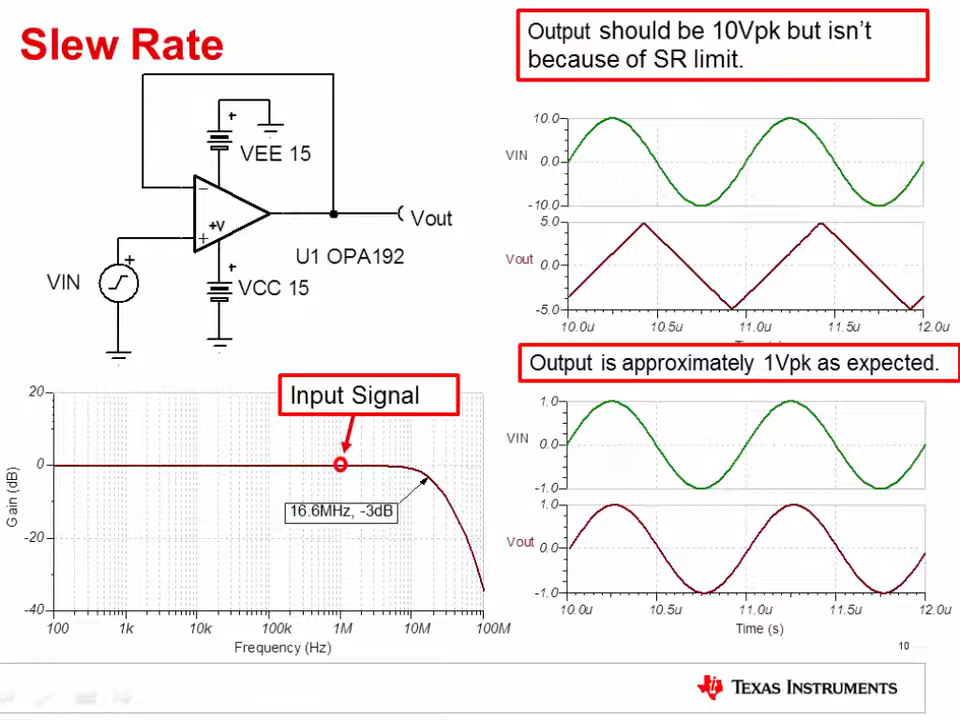 Slew Rate
Output should be 10Vpk but isn't
because of SR limit.
+
VEE 15
−
+V
+
Vout
U1 OPA192
+
VIN
+
VCC 15
10.0
VIN
0.0
-10.0
5.0
Vout
0.0
-5.0
10.0u
10.5u
11.0u
11.5u
12.0u
Output is approximately 1Vpk as expected.
1.0
VIN
0.0
-1.0
1.0
Vout
0.0
-1.0
10.0u
10.5u
11.0u
11.5u
12.0u
Time (s)
Input Signal
20
0
-20
-40
Gain (dB)
16.6MHz, -3dB
100
1k
10k
100k
1M
10M
100M
Frequency (Hz)
10
TEXAS INSTRUMENTS